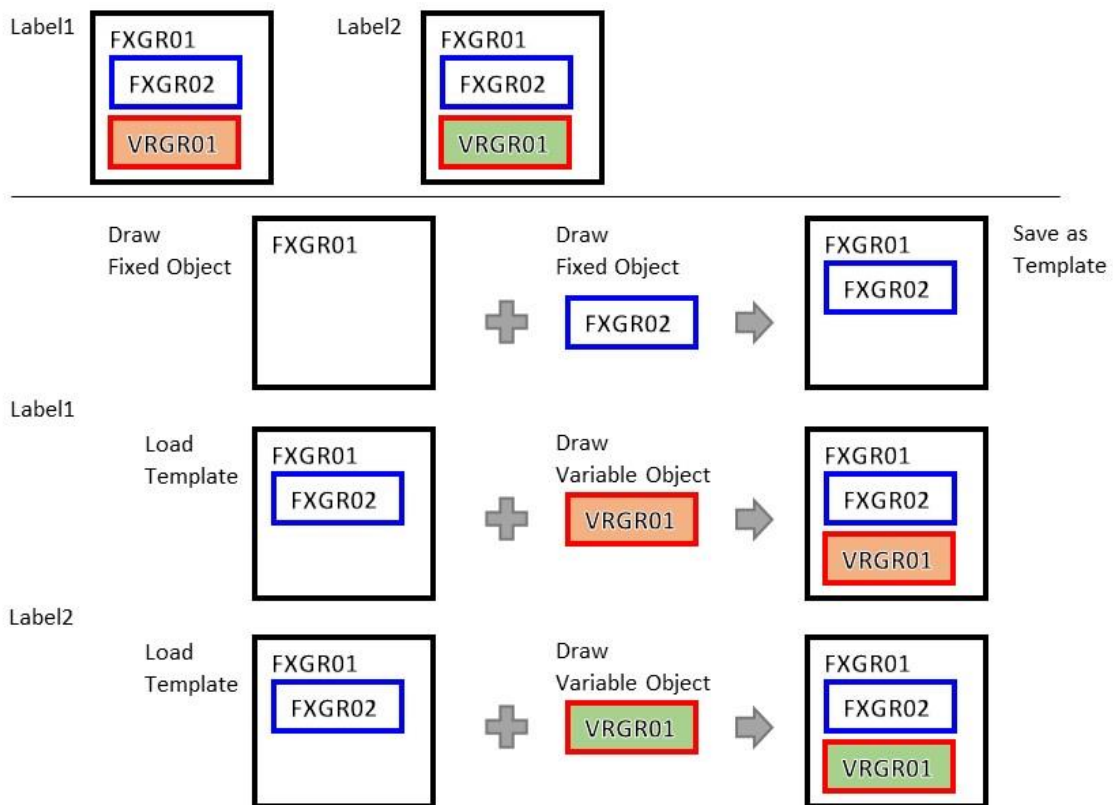 Label1
FXGR01
FXGR02
VRGR01
Label2
FXGR01
FXGR02
VRGR01
Draw
Fixed Object
FXGR01
Draw
Fixed Object
FXGR02
FXGR01
FXGR02
Save as
Template
Label1
Load
Template
FXGR01
FXGR02
Draw
Variable Object
VRGR01
FXGR01
FXGR02
VRGR01
Label2
Load
Template
FXGR01
FXGR02
Draw
Variable Object
VRGR01
FXGR01
FXGR02
VRGR01